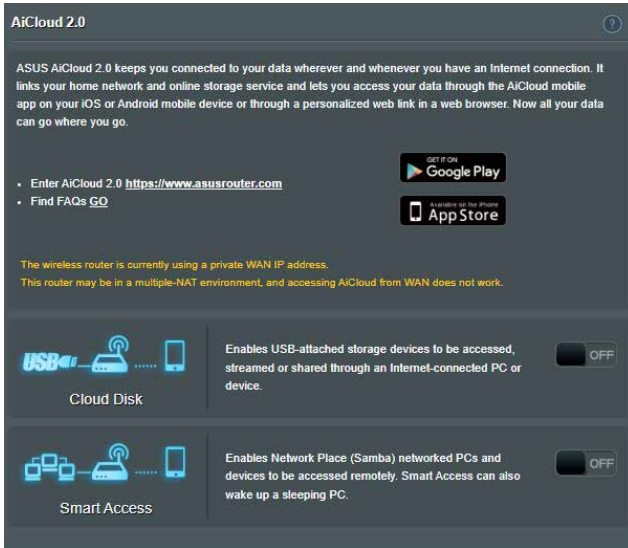 AiCloud 2.0
?
ASUS AiCloud 2.0 keeps you connected to your data wherever and whenever you have an Internet connection. It
links your home network and online storage service and lets you access your data through the AiCloud mobile
app on your iOS or Android mobile device or through a personalized web link in a web browser. Now all your data
can go where you go.
GET IT ON
Google Play
• Enter AiCloud 2.0 https://www.asusrouter.com
• Find FAQs GO
Available on the iPhone
App Store
The wireless router is currently using a private WAN IP address.
This router may be in a multiple-NAT environment, and accessing AiCloud from WAN does not work.
USB
Cloud Disk
Enables USB-attached storage devices to be accessed,
streamed or shared through an Internet-connected PC or
device.
OFF
Smart Access
Enables Network Place (Samba) networked PCs and
devices to be accessed remotely. Smart Access can also
wake up a sleeping PC.
OFF